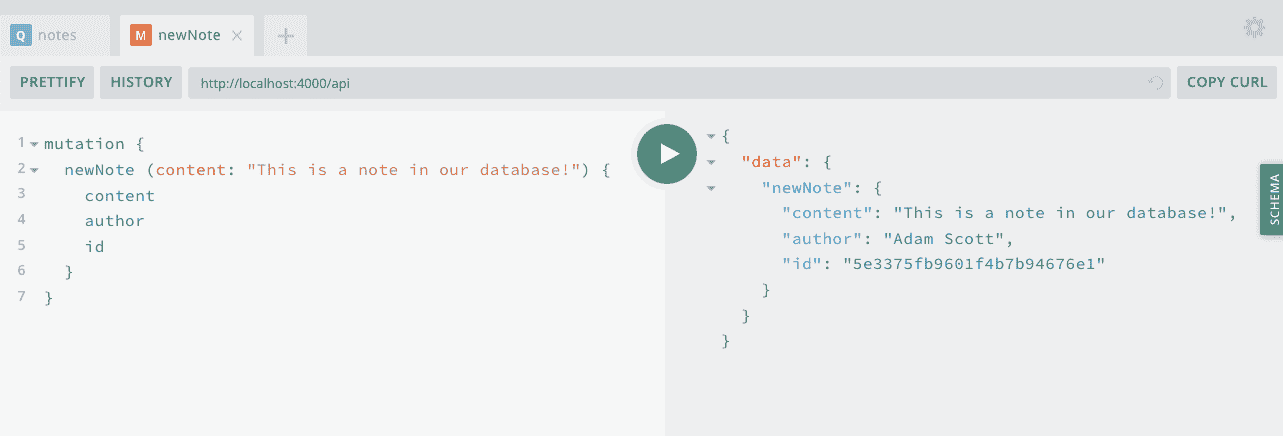 Q notes
M newNote
PRETTIFY HISTORY http://localhost:4000/api COPY CURL
1 mutation {
2 newNote (content: "This is a note in our database!") {
3 content
4 author
5 id
6 }
7 }
{
"data": {
"newNote": {
"content": "This is a note in our database!",
"author": "Adam Scott",
"id": "5e3375fb9601f4b7b94676e1"
}
}
}
SCHEMA